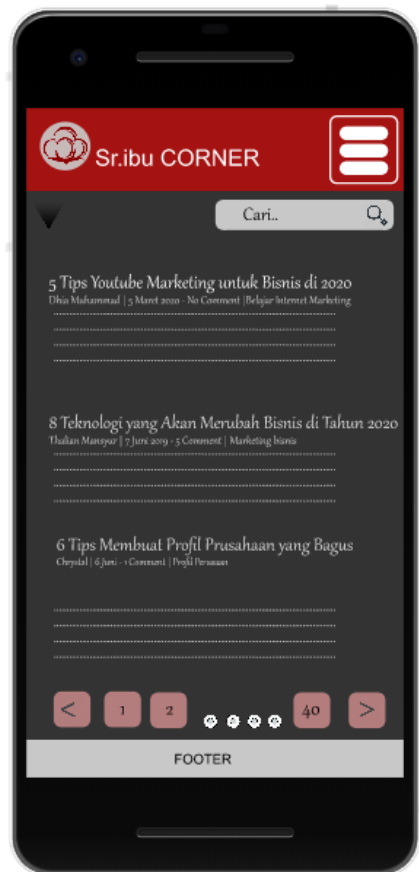 Sr.ibu CORNER
Cari..
5 Tips Youtube Marketing untuk Bisnis di 2020
Dhia Muhammad | 5 Maret 2020 - No Comment |Belajar Internet Marketing
8 Teknologi yang Akan Merubah Bisnis di Tahun 2020
Thalian Mansyur | 7 Juni 2019 - 5 Comment | Marketing bisnis
6 Tips Membuat Profil Prusahaan yang Bagus
Chrystal | 6 Juni - 1 Comment | Profil
< 1 2 40 >
FOOTER